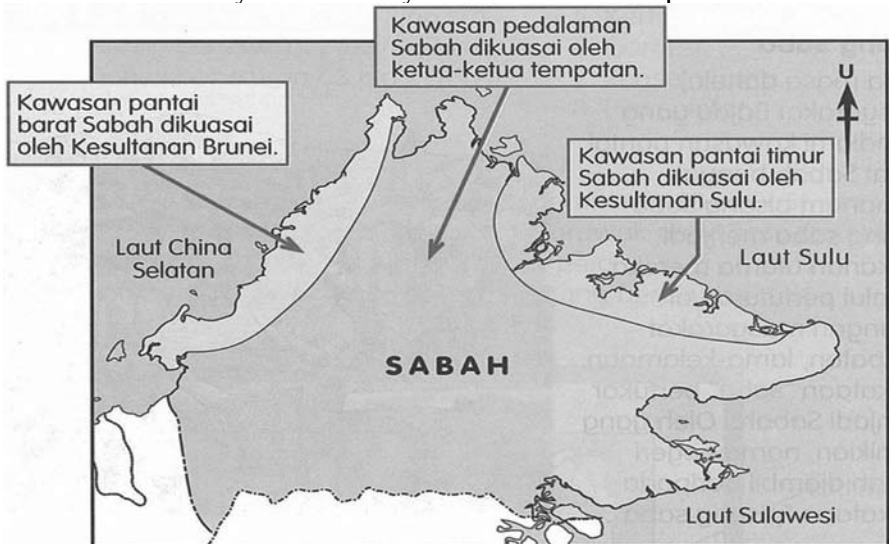 Kawasan pedalaman
Sabah dikuasai oleh
ketua-ketua tempatan.
Kawasan pantai
barat Sabah dikuasai
oleh Kesultanan Brunei.
U
Kawasan pantai timur
Sabah dikuasai oleh
Kesultanan Sulu.
Laut China
Selatan
Laut Sulu
SABAH
Laut Sulawesi